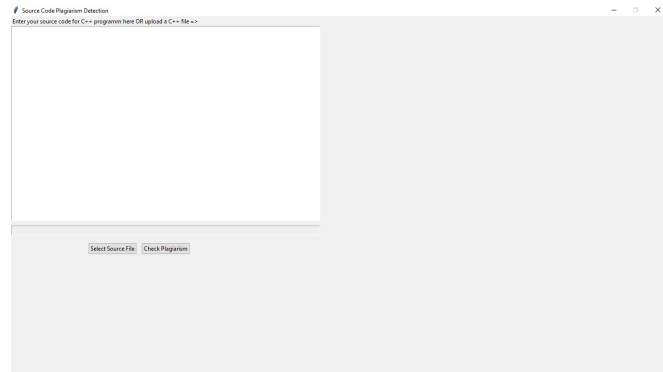 Source Code Plagiarism Detection
Enter your source code for C++ programm here OR upload a C++ file =>
Select Source File Check Plagiarism